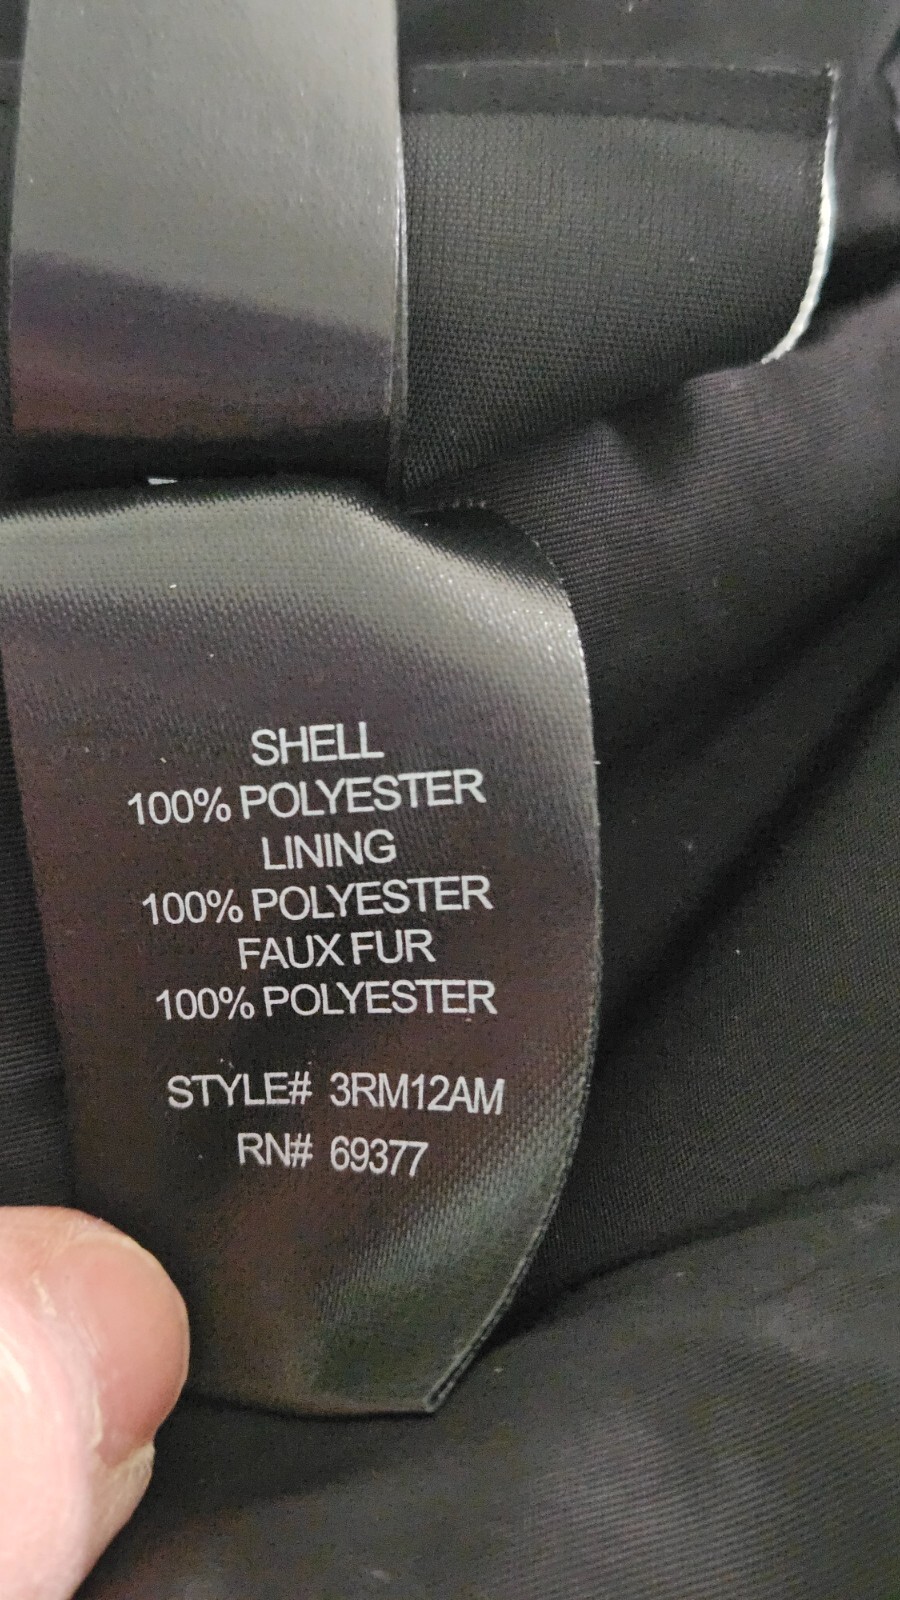 SHELL
100% POLYESTER
LINING
100% POLYESTER
FAUX FUR
100% POLYESTER
STYLE# 3RM12AM
RN# 69377